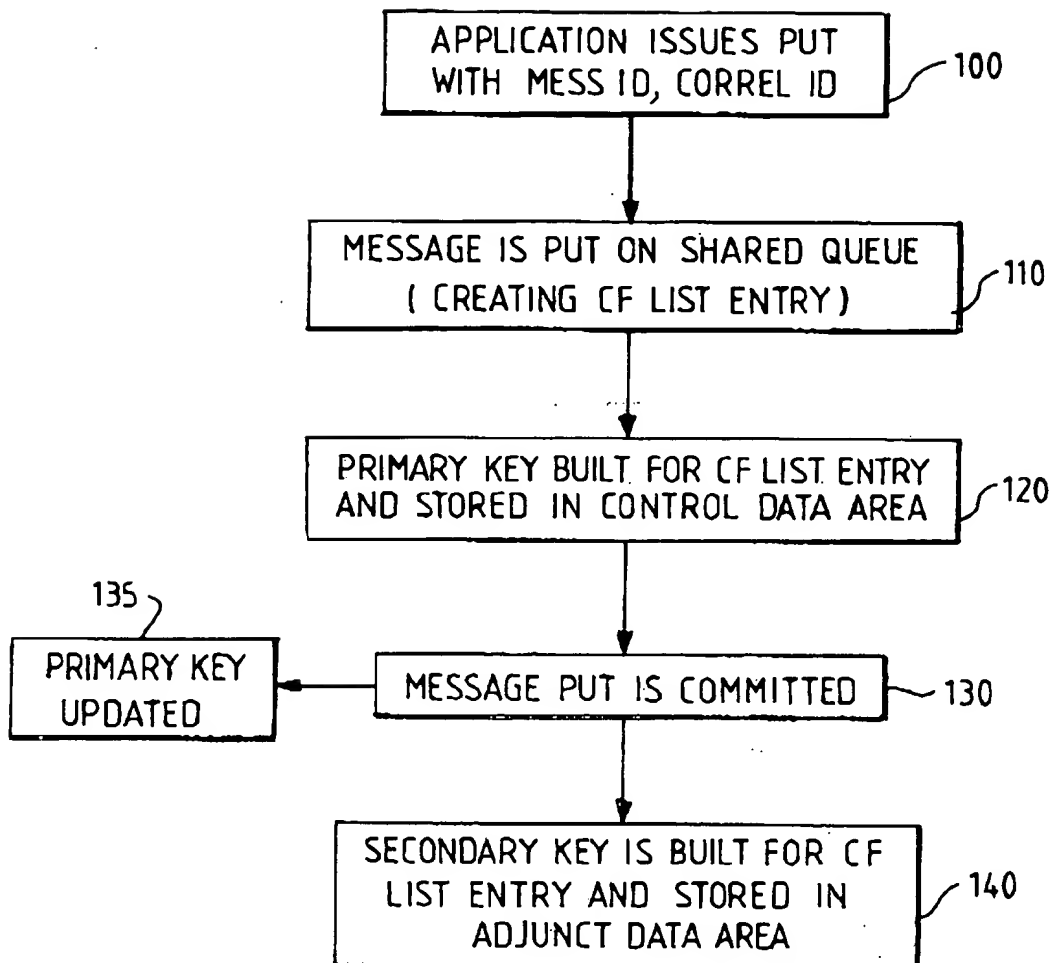 APPLICATION ISSUES PUT
WITH MESS ID, CORREL ID
100
MESSAGE IS PUT ON SHARED QUEUE
( CREATING CF LIST ENTRY )
110
PRIMARY KEY BUILT FOR CF LIST ENTRY
AND STORED IN CONTROL DATA AREA
120
135
PRIMARY KEY
UPDATED
MESSAGE PUT IS COMMITTED
130
SECONDARY KEY IS BUILT FOR CF
LIST ENTRY AND STORED IN
ADJUNCT DATA AREA
140